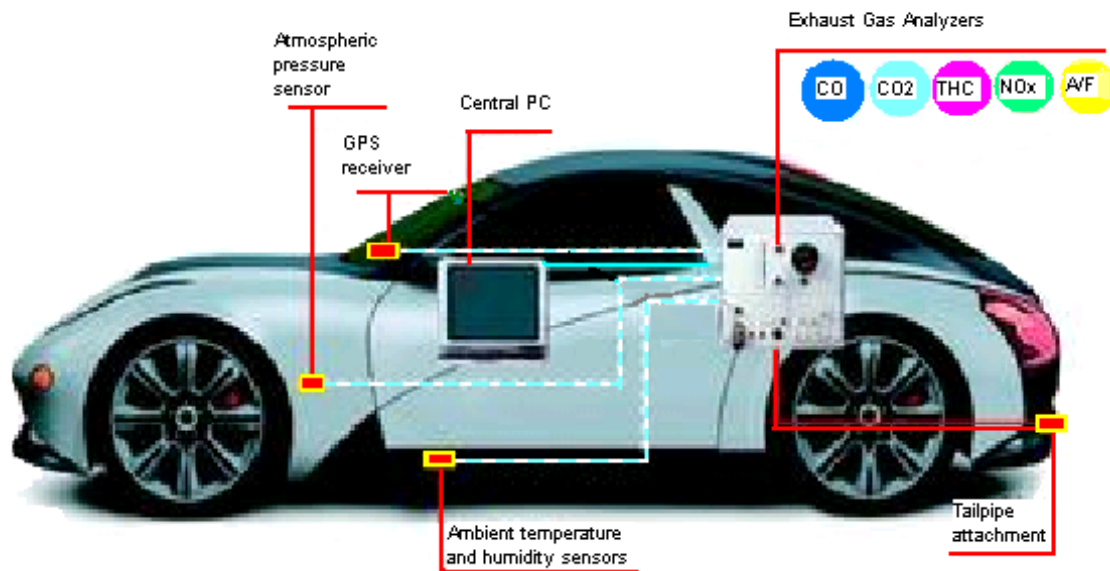 Exhaust Gas Analyzers
Atmospheric
pressure
sensor
CO
CO2
THC
NOx
A/F
Central PC
GPS
receiver
Tailpipe
attachment
Ambient temperature
and humidity sensors